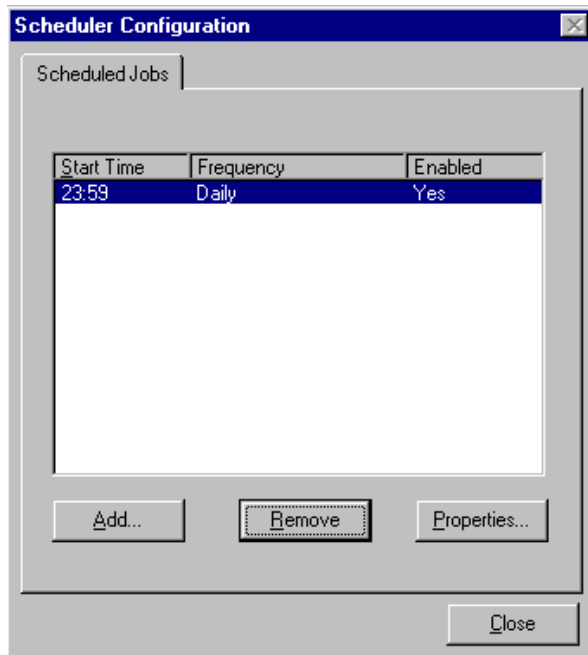 Scheduler Configuration
Scheduled Jobs
Start Time Frequency Enabled
23:59 Daily Yes
Add... Remove Properties...
Close